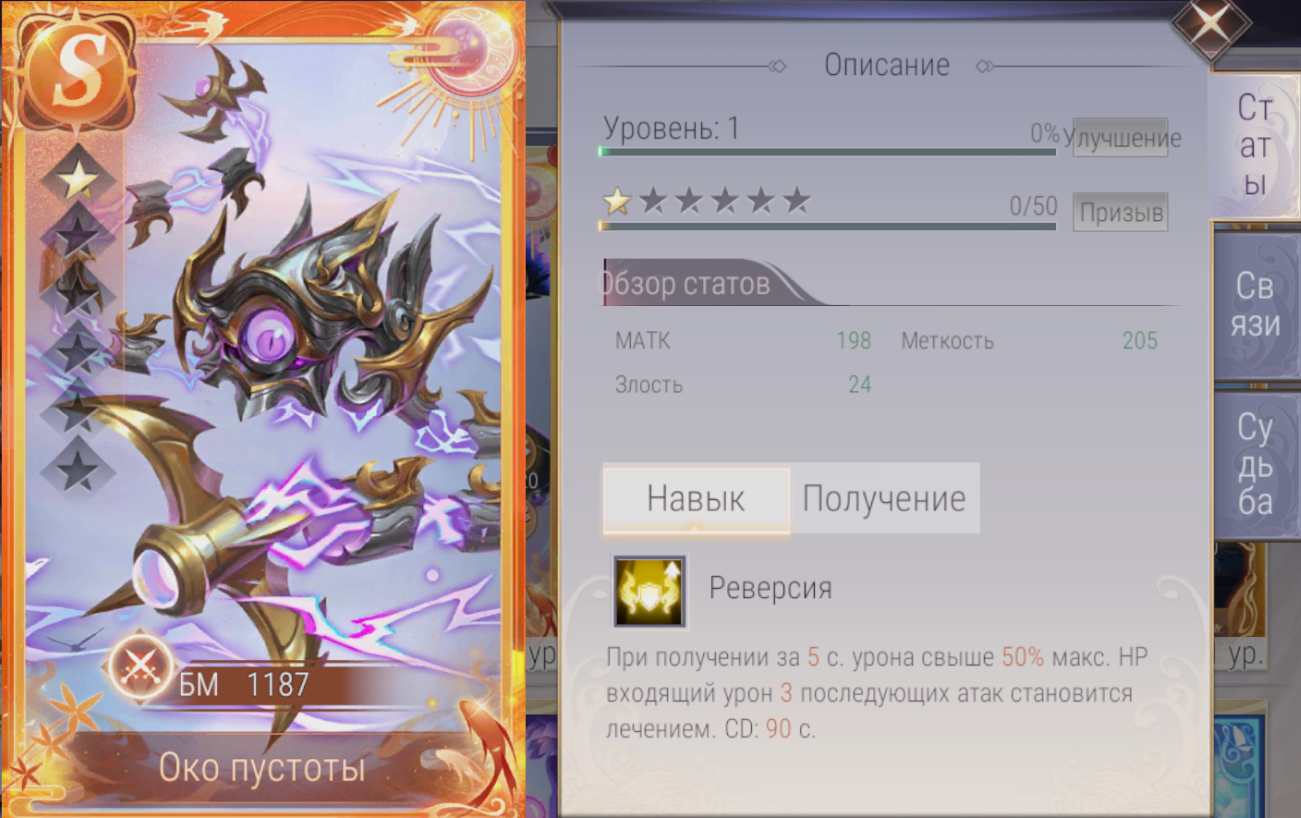 S
БМ 1187
Око пустоты
Описание
Уровень: 1 0% Улучшение
0/50 Призыв
Обзор статов
МАТК 198 Меткость 205
Злость 24
Навык Получение
Реверсия
При получении за 5 с. урона свыше 50% макс. HP
входящий урон 3 последующих атак становится
лечением. CD: 90 с.
Ст
ат
ы
Св
язи
Су
дь
ба
ур.
ур.